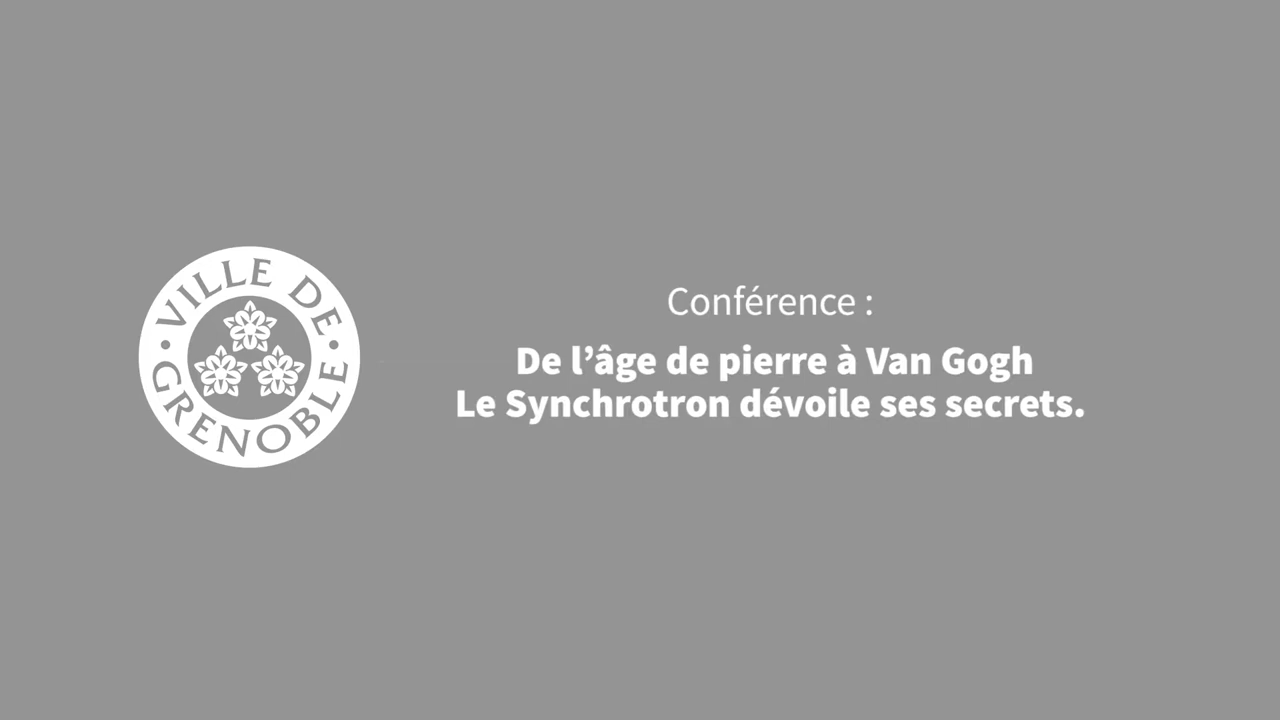 VILLE DE
GRENOBLE
Conférence :
De l’âge de pierre à Van Gogh
Le Synchrotron dévoile ses secrets.